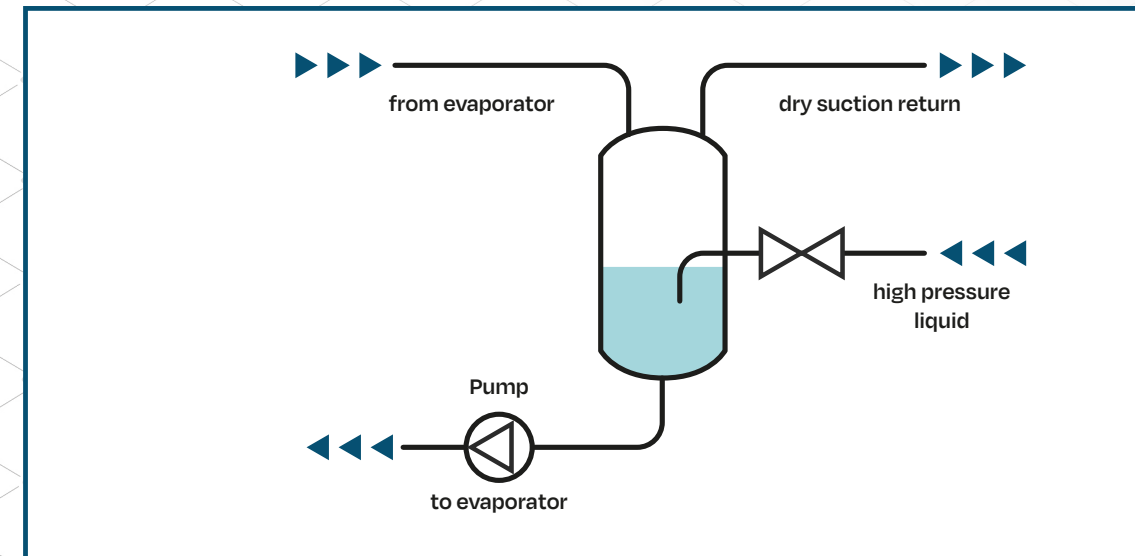 from evaporator
dry suction return
high pressure
liquid
Pump
to evaporator